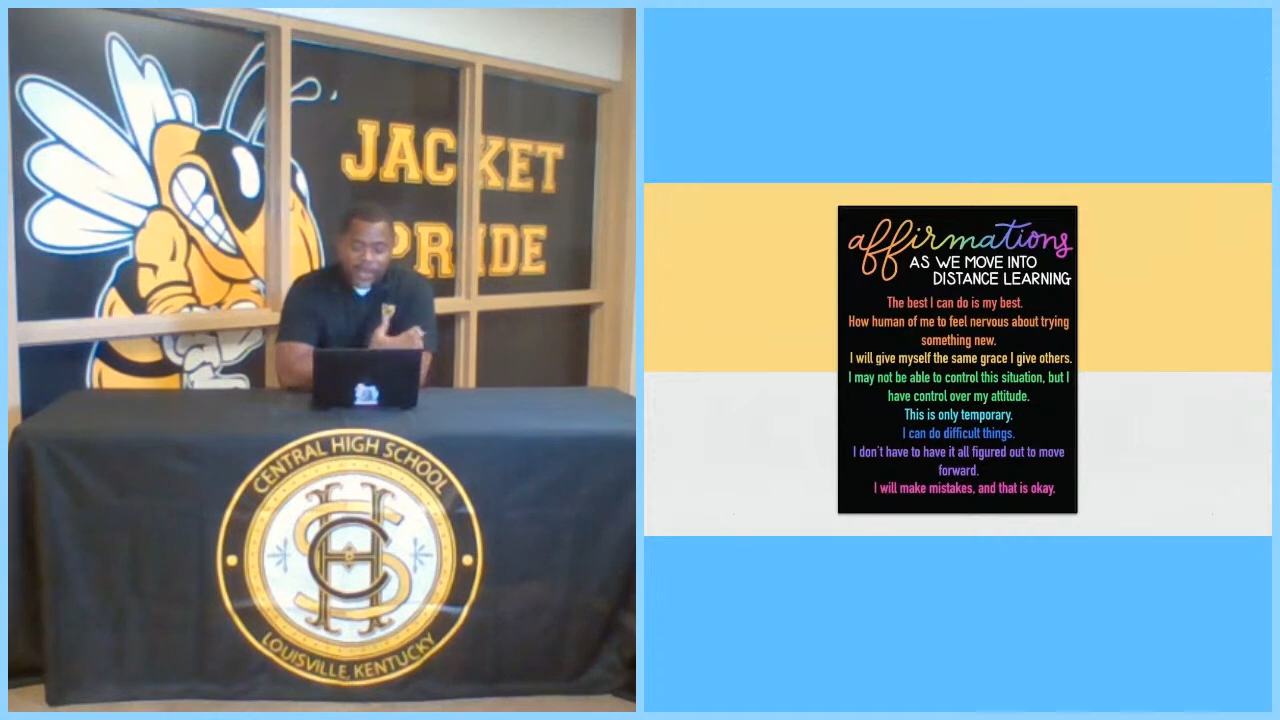 JACKET
PRIDE
CENTRAL HIGH SCHOOL
CHS
LOUISVILLE, KENTUCKY
affirmations
AS WE MOVE INTO
DISTANCE LEARNING
The best I can do is my best.
How human of me to feel nervous about trying
something new.
I will give myself the same grace I give others.
I may not be able to control this situation, but I
have control over my attitude.
This is only temporary.
I can do difficult things.
I don't have to have it all figured out to move
forward.
I will make mistakes, and that is okay.